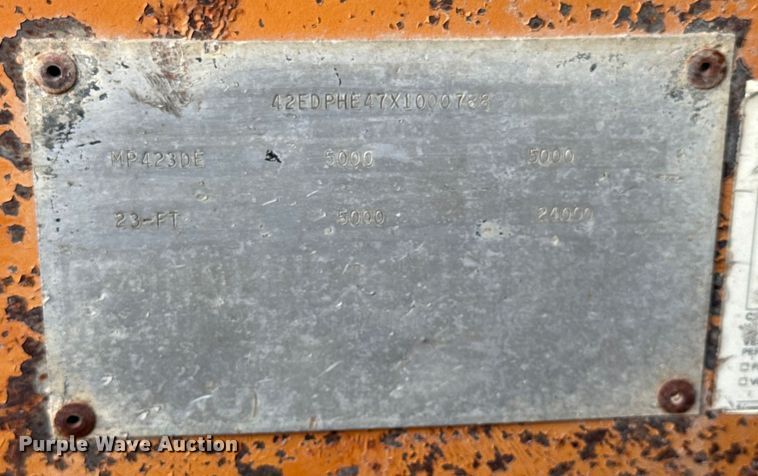 42EDPHE47X1000788
MP423DE 5000 5000
23-FT 5000 24000
Purple Wave Auction